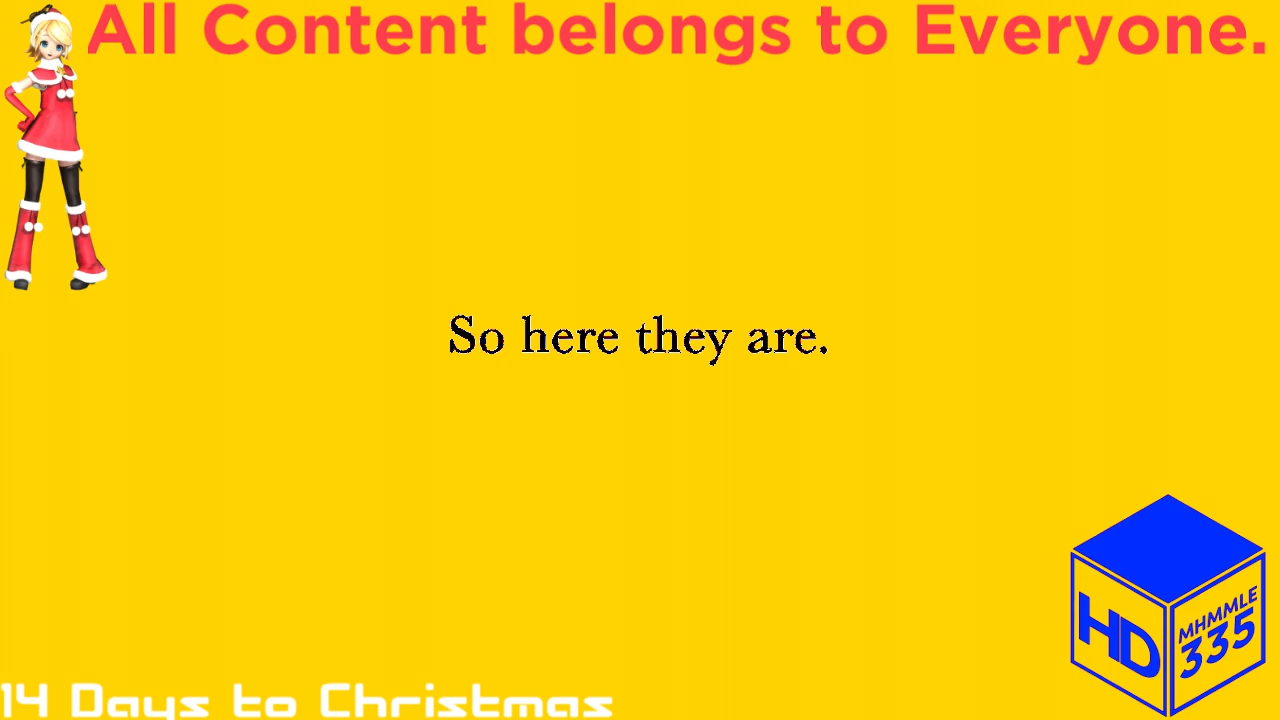 All Content belongs to Everyone.
So here they are.
HD
MHMMLE
335
14 Days to Christmas